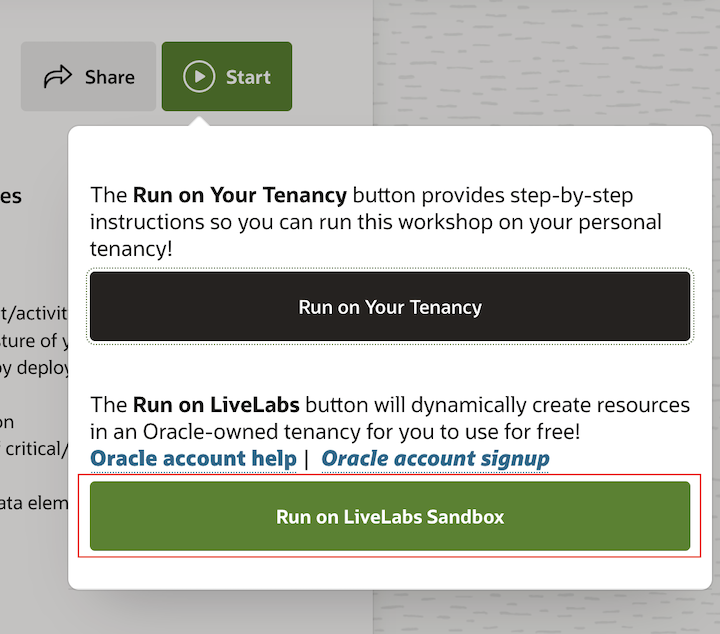 Share
Start
es
The Run on Your Tenancy button provides step-by-step
instructions so you can run this workshop on your personal
tenancy!
Run on Your Tenancy
t/activit
ture of y
by deploy
The Run on LiveLabs button will dynamically create resources
on
in an Oracle-owned tenancy for you to use for free!
critical/
Oracle account help | Oracle account signup
ata elem
Run on LiveLabs Sandbox